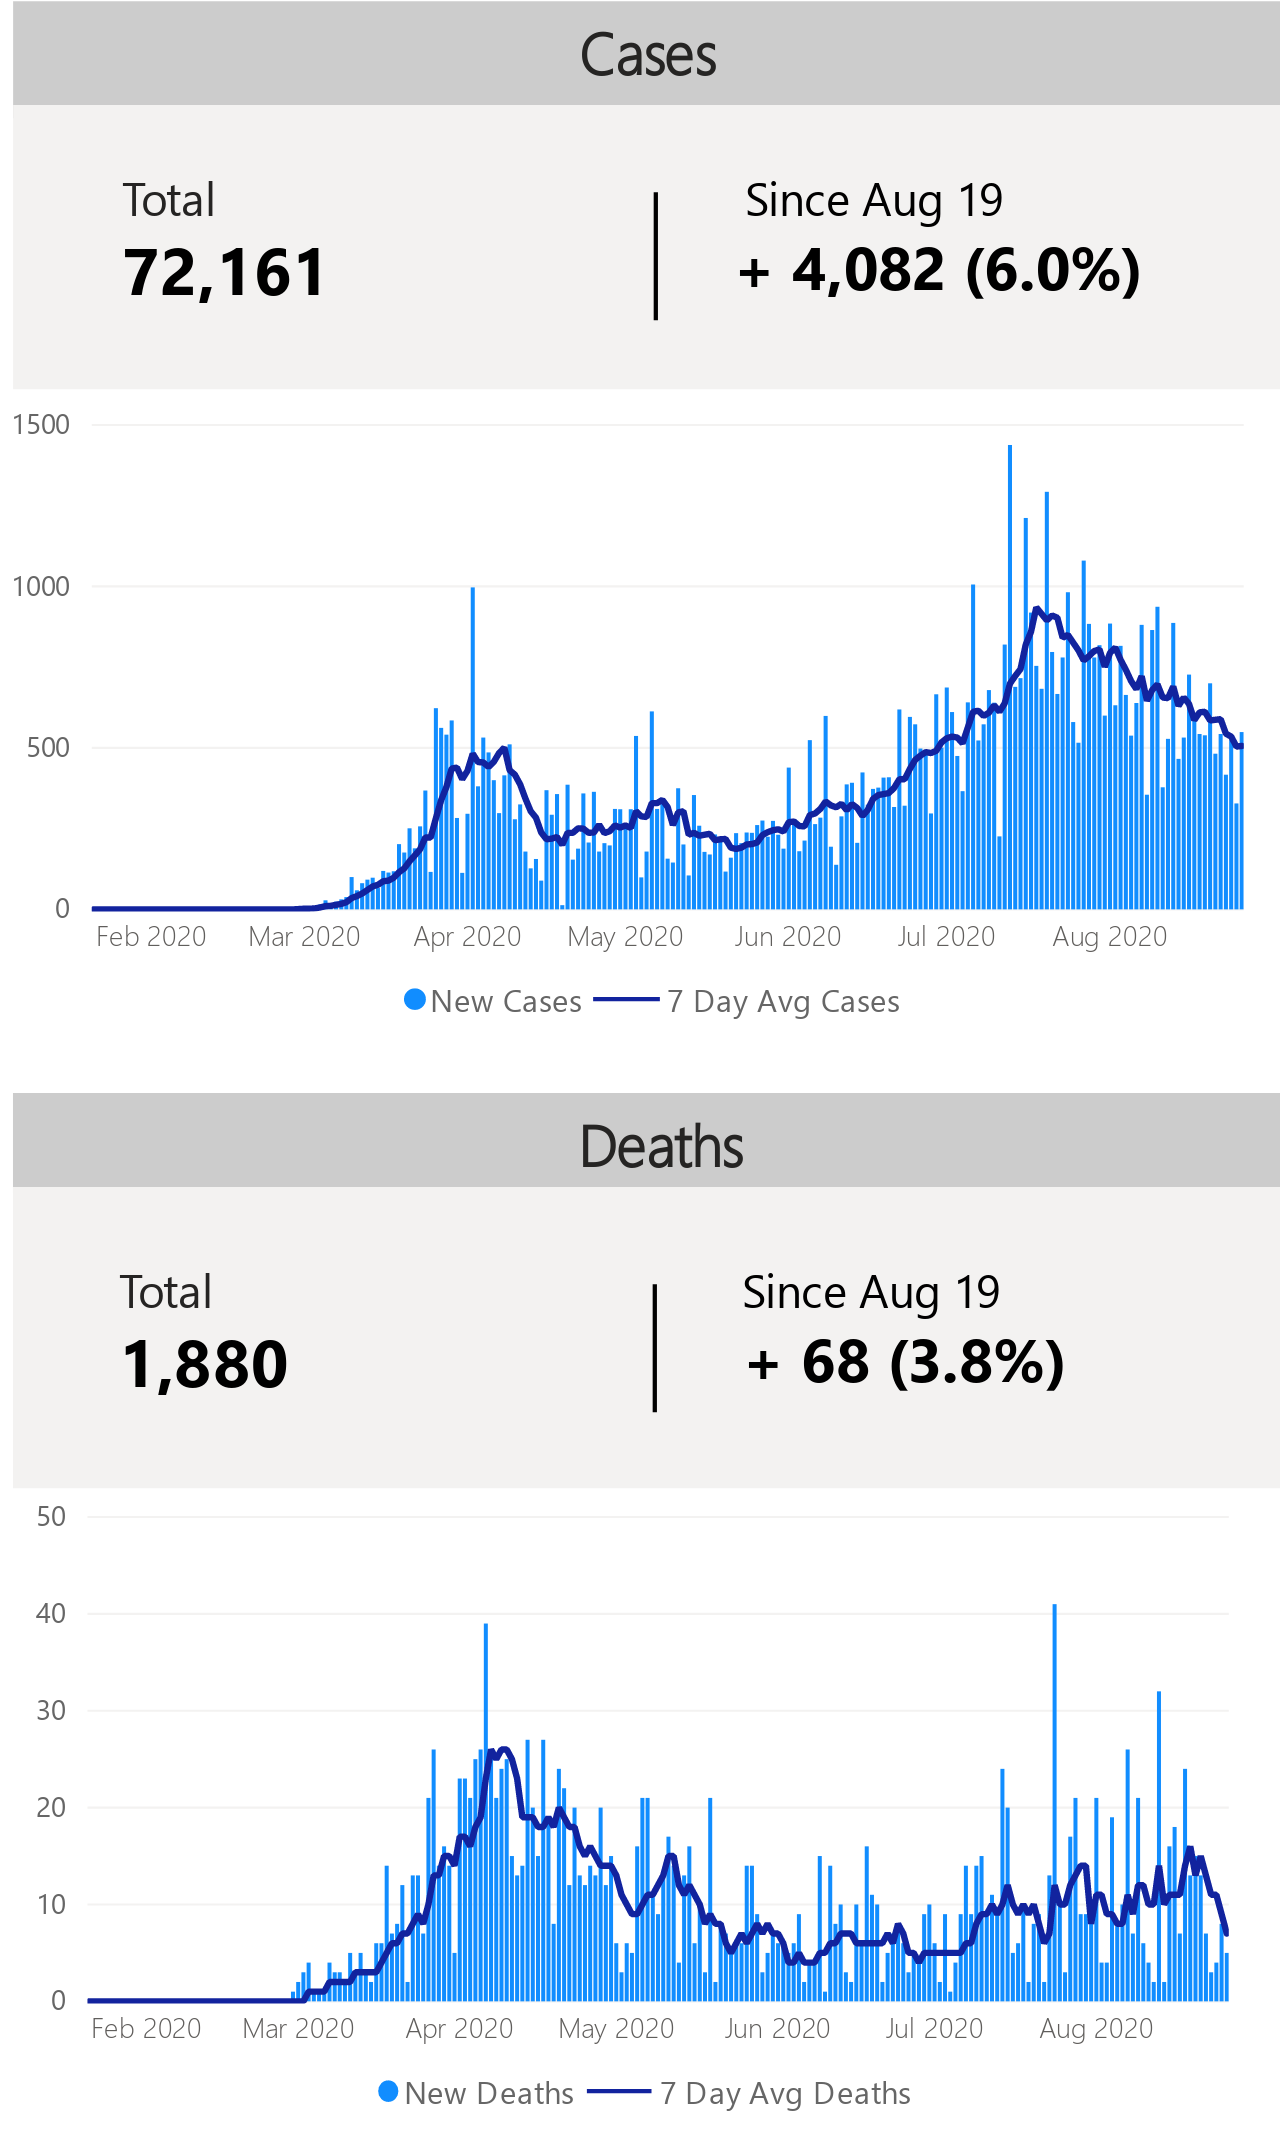 Cases
Total
Since Aug 19
72,161
+ 4,082 (6.0%)
1500
1000
500
0
Feb 2020 Mar 2020 Apr 2020 May 2020 Jun 2020 Jul 2020 Aug 2020
New Cases 7 Day Avg Cases
Deaths
Total
Since Aug 19
1,880
+ 68 (3.8%)
50
40
30
20
10
0
Feb 2020 Mar 2020 Apr 2020 May 2020 Jun 2020 Jul 2020 Aug 2020
New Deaths 7 Day Avg Deaths